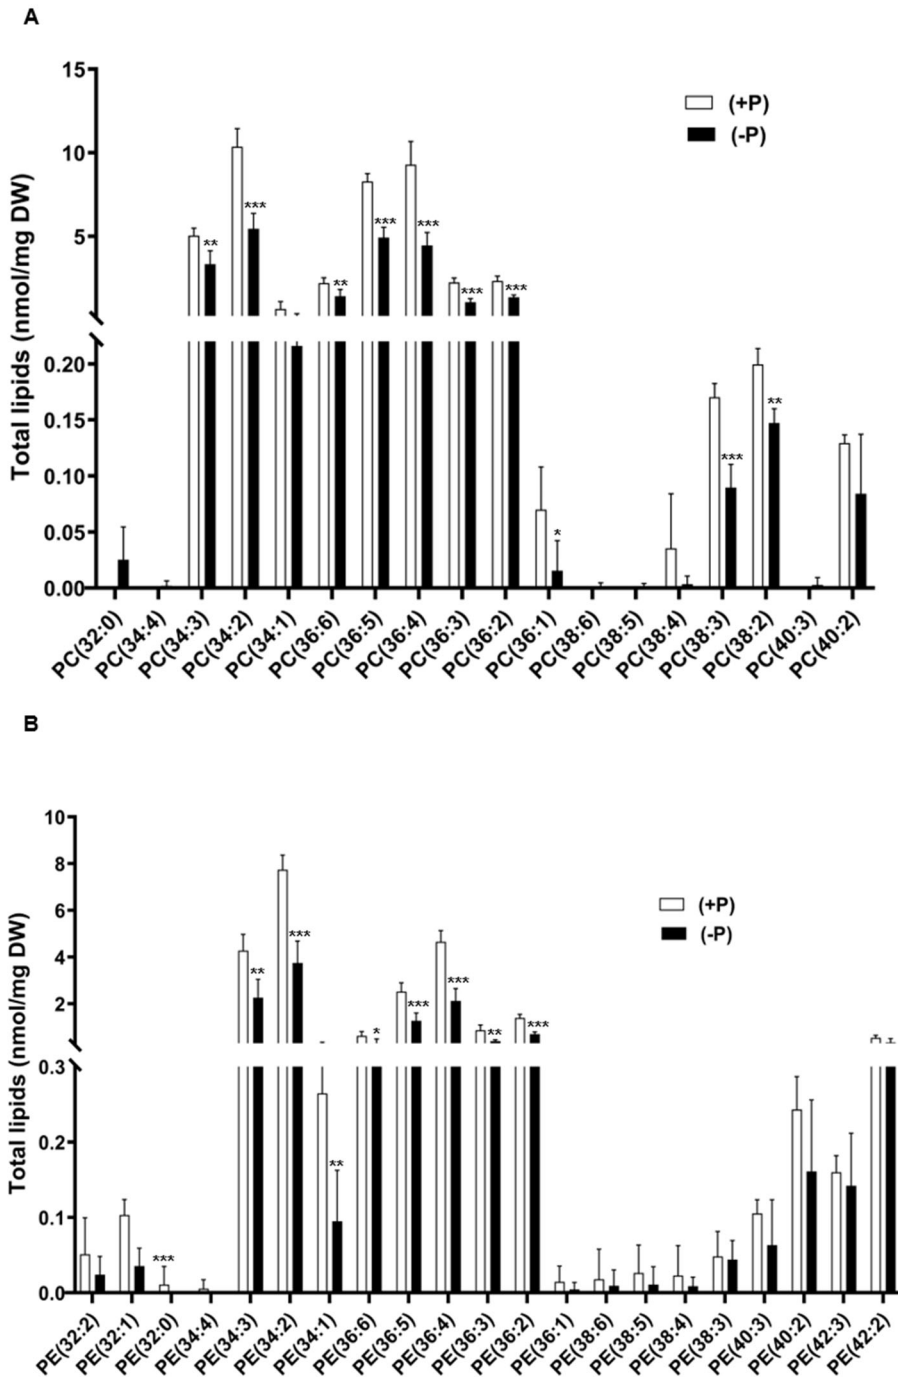 A
Total lipids (nmol/mg DW)
15
10
5
0.20
0.15
0.10
0.05
0.00
(+P)
(-P)
** *** ** *** *** *** *** * *** **
PC(32:0) PC(34:4) PC(34:3) PC(34:2) PC(34:1) PC(36:6) PC(36:5) PC(36:4) PC(36:3) PC(36:2) PC(36:1) PC(38:6) PC(38:5) PC(38:4) PC(38:3) PC(38:2) PC(40:3) PC(40:2)
B
Total lipids (nmol/mg DW)
10
8
6
4
2
0.3
0.2
0.1
0.0
(+P)
(-P)
*** ** *** ** * *** *** ** ***
PE(32:2) PE(32:1) PE(32:0) PE(34:4) PE(34:3) PE(34:2) PE(34:1) PE(36:6) PE(36:5) PE(36:4) PE(36:3) PE(36:2) PE(36:1) PE(38:6) PE(38:5) PE(38:4) PE(38:3) PE(40:3) PE(40:2) PE(42:3) PE(42:2)